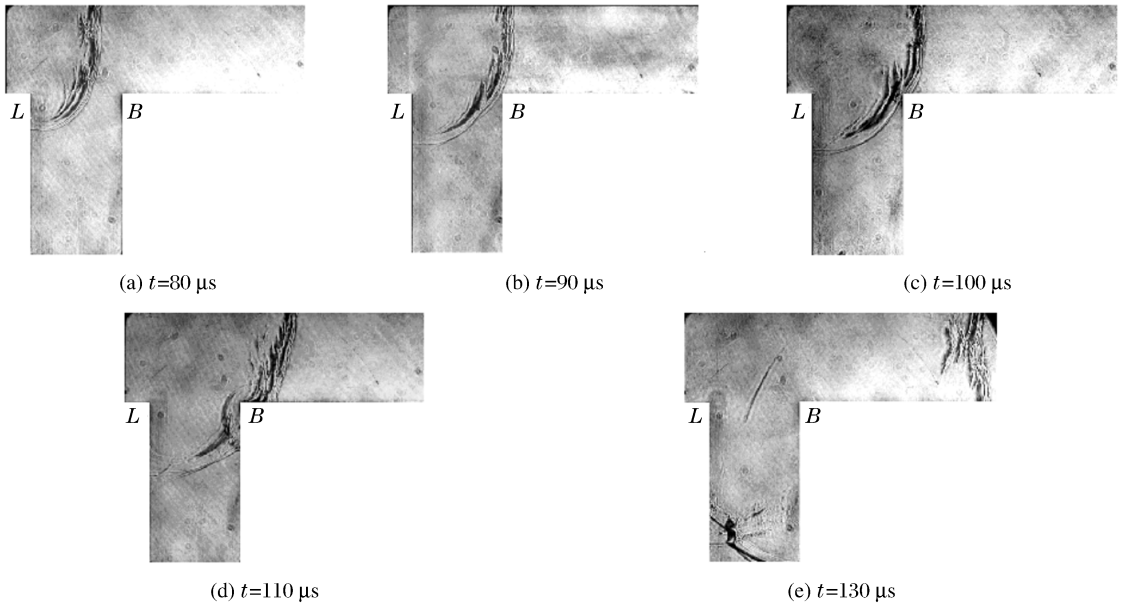 L B
L B
L B
(a) t=80 μs
(b) t=90 μs
(c) t=100 μs
L B
L B
(d) t=110 μs
(e) t=130 μs